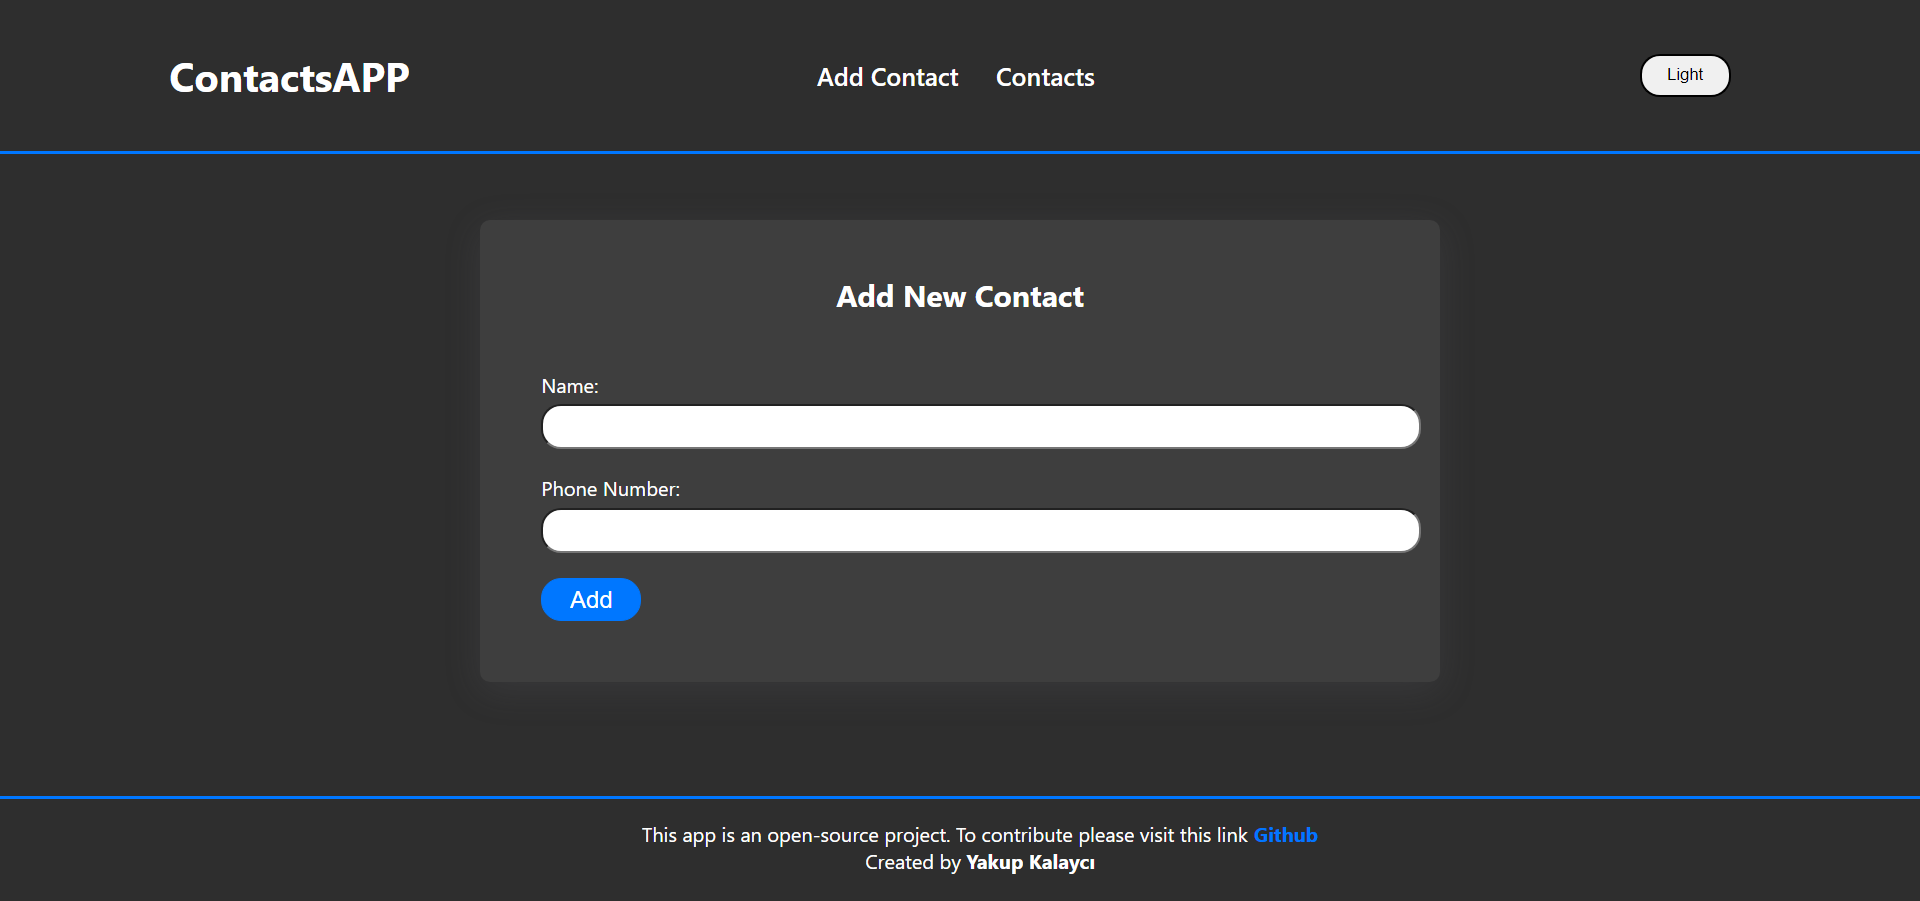 ContactsAPP
Add Contact
Contacts
Light
Add New Contact
Name:
Phone Number:
Add
This app is an open-source project. To contribute please visit this link Github
Created by Yakup Kalaycı